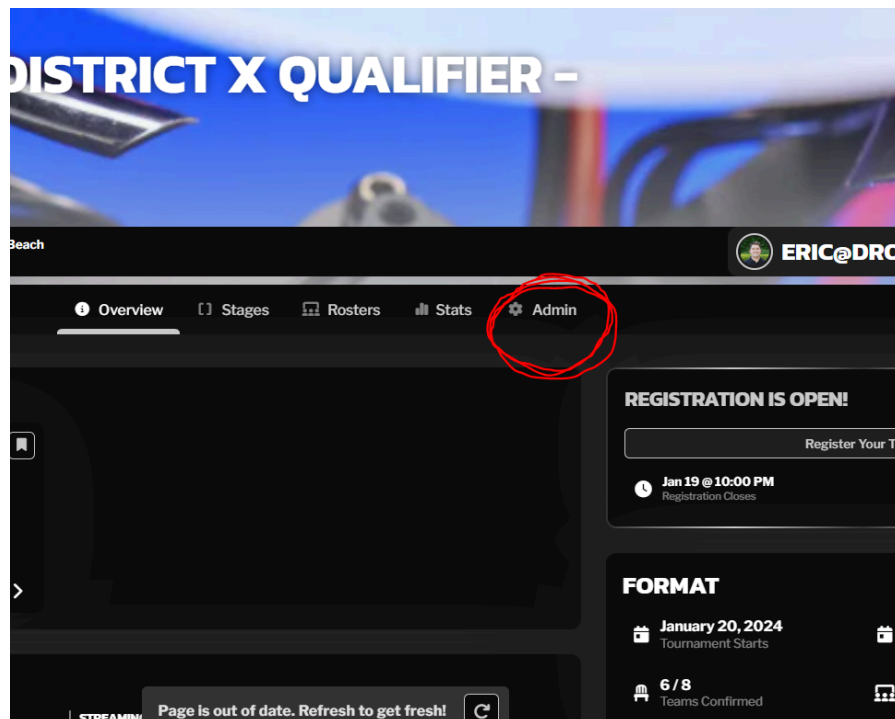 DISTRICT X QUALIFIER -
Beach
ERIC@DRO
Overview
Stages
Rosters
Stats
Admin
REGISTRATION IS OPEN!
Register Your T
Jan 19 @ 10:00 PM
Registration Closes
FORMAT
January 20, 2024
Tournament Starts
6 / 8
Teams Confirmed
STREAMING
Page is out of date. Refresh to get fresh!